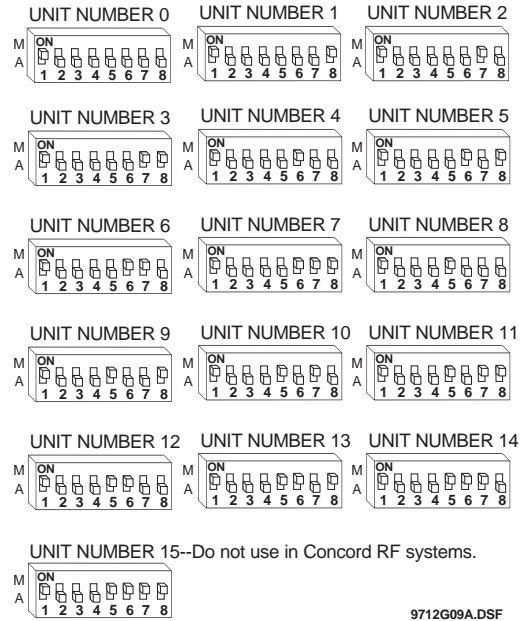 UNIT NUMBER 0 UNIT NUMBER 1 UNIT NUMBER 2
M ON M ON M ON
A A A
1 2 3 4 5 6 7 8 1 2 3 4 5 6 7 8 1 2 3 4 5 6 7 8
UNIT NUMBER 3 UNIT NUMBER 4 UNIT NUMBER 5
M ON M ON M ON
A A A
1 2 3 4 5 6 7 8 1 2 3 4 5 6 7 8 1 2 3 4 5 6 7 8
UNIT NUMBER 6 UNIT NUMBER 7 UNIT NUMBER 8
M ON M ON M ON
A A A
1 2 3 4 5 6 7 8 1 2 3 4 5 6 7 8 1 2 3 4 5 6 7 8
UNIT NUMBER 9 UNIT NUMBER 10 UNIT NUMBER 11
M ON M ON M ON
A A A
1 2 3 4 5 6 7 8 1 2 3 4 5 6 7 8 1 2 3 4 5 6 7 8
UNIT NUMBER 12 UNIT NUMBER 13 UNIT NUMBER 14
M ON M ON M ON
A A A
1 2 3 4 5 6 7 8 1 2 3 4 5 6 7 8 1 2 3 4 5 6 7 8
UNIT NUMBER 15--Do not use in Concord RF systems.
M ON
A
1 2 3 4 5 6 7 8
9712G09A.DSF